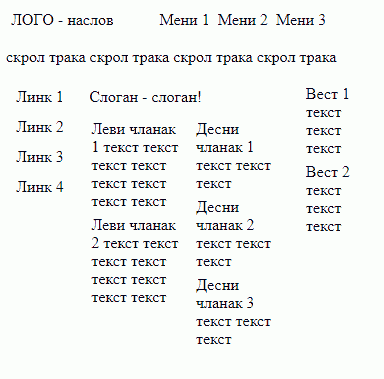 ЛОГО - наслов
Мени 1 Мени 2 Мени 3
скрол трака скрол трака скрол трака скрол трака
Линк 1
Линк 2
Линк 3
Линк 4
Слоган - слоган!
Леви чланак
1 текст текст
текст текст
текст текст
текст текст
Леви чланак
2 текст текст
текст текст
текст текст
текст текст
Десни
чланак 1
текст текст
текст
Десни
чланак 2
текст текст
текст
Десни
чланак 3
текст текст
текст
Вест 1
текст
текст
текст
Вест 2
текст
текст
текст